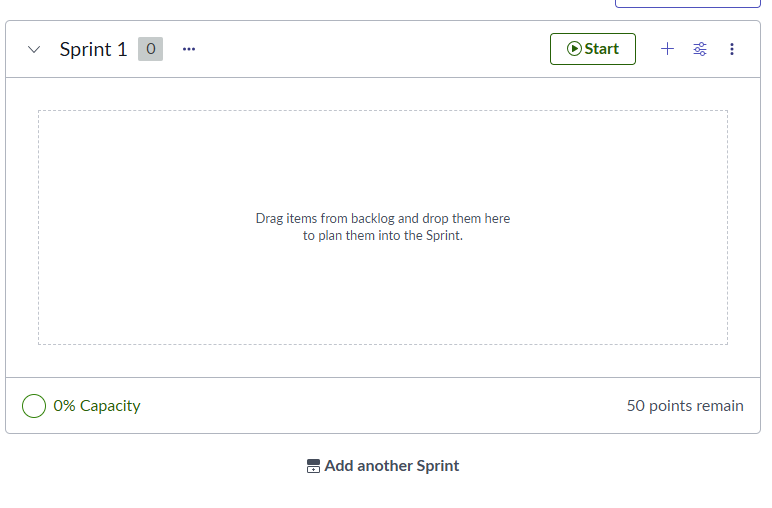 Sprint 1 0
Start
Drag items from backlog and drop them here
to plan them into the Sprint.
0% Capacity
50 points remain
Add another Sprint